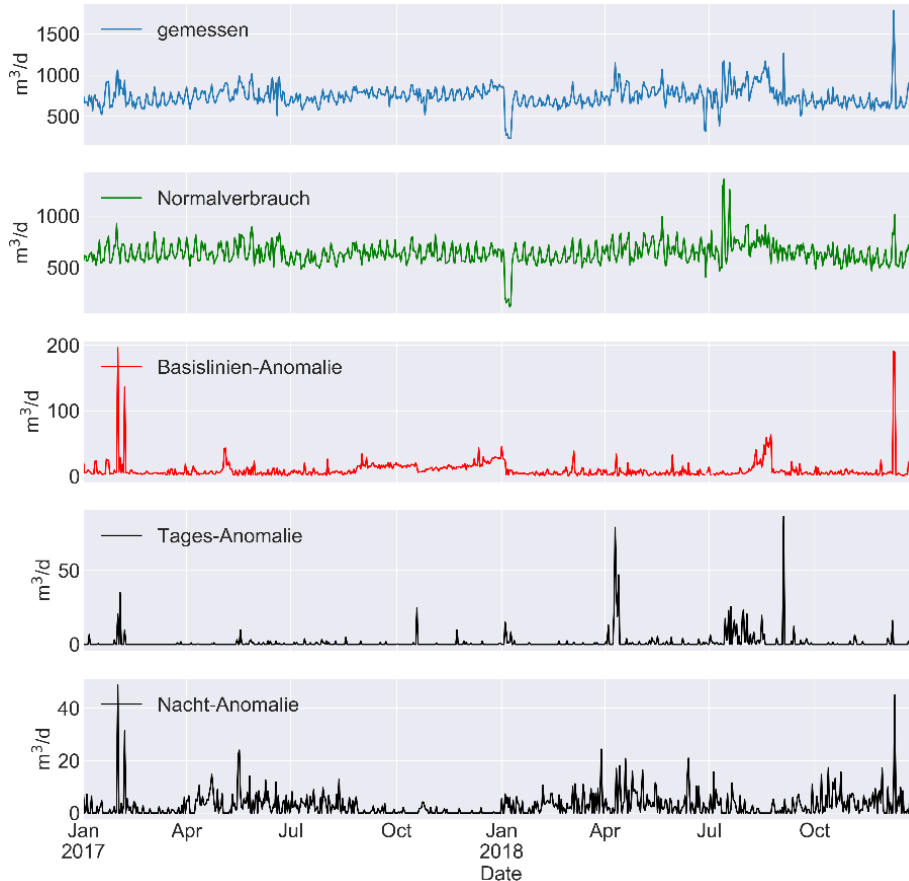 gemessen
m³/d
1500
1000
500
Normalverbrauch
m³/d
1000
500
Basislinien-Anomalie
m³/d
200
100
0
Tages-Anomalie
m³/d
50
0
Nacht-Anomalie
m³/d
40
20
0
Jan Apr Jul Oct Jan Apr Jul Oct
2017 2018
Date